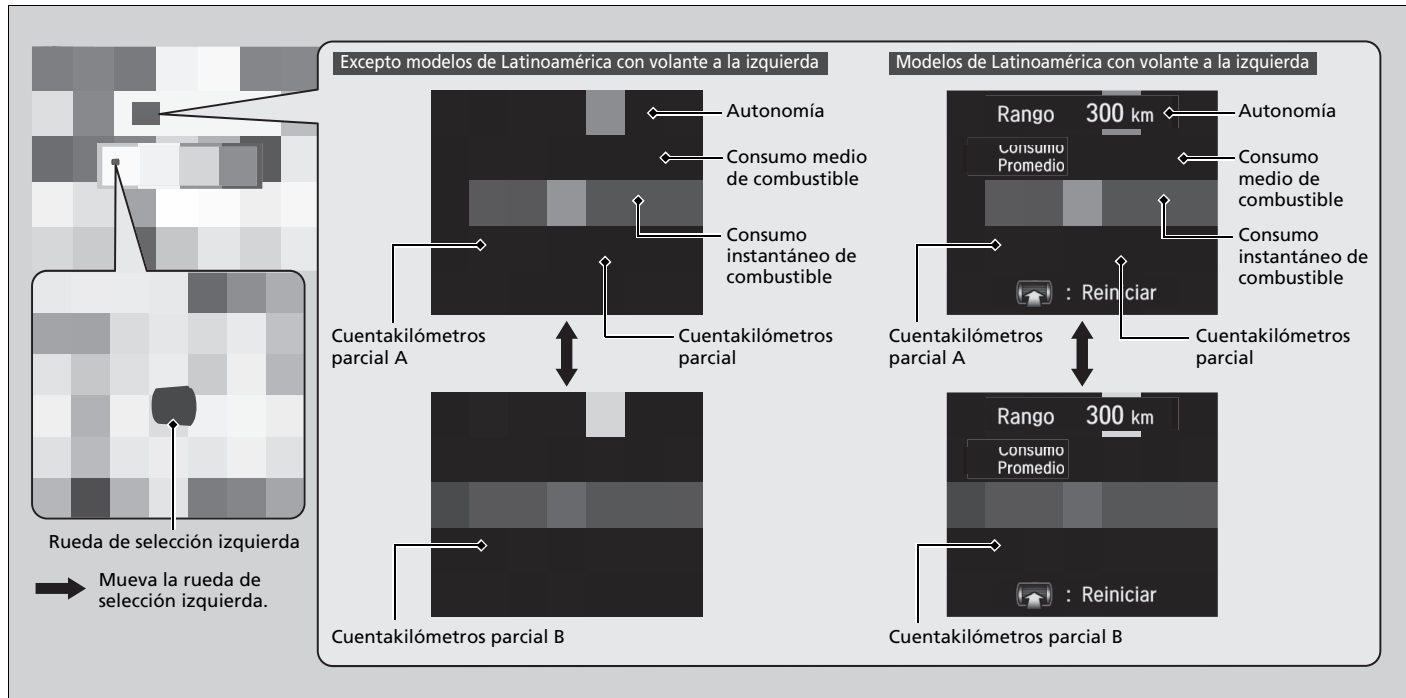 Excepto modelos de Latinoamérica con volante a la izquierda
Autonomía
Consumo medio
de combustible
Consumo
instantáneo de
combustible
Cuentakilómetros
parcial A
Cuentakilómetros
parcial
Cuentakilómetros parcial B
Modelos de Latinoamérica con volante a la izquierda
Rango 300 km
Consumo
Promedio
: Reiniciar
Autonomía
Consumo
medio de
combustible
Consumo
instantáneo de
combustible
Cuentakilómetros
parcial A
Cuentakilómetros
parcial
Rango 300 km
Consumo
Promedio
: Reiniciar
Cuentakilómetros parcial B
Rueda de selección izquierda
Mueva la rueda de
selección izquierda.